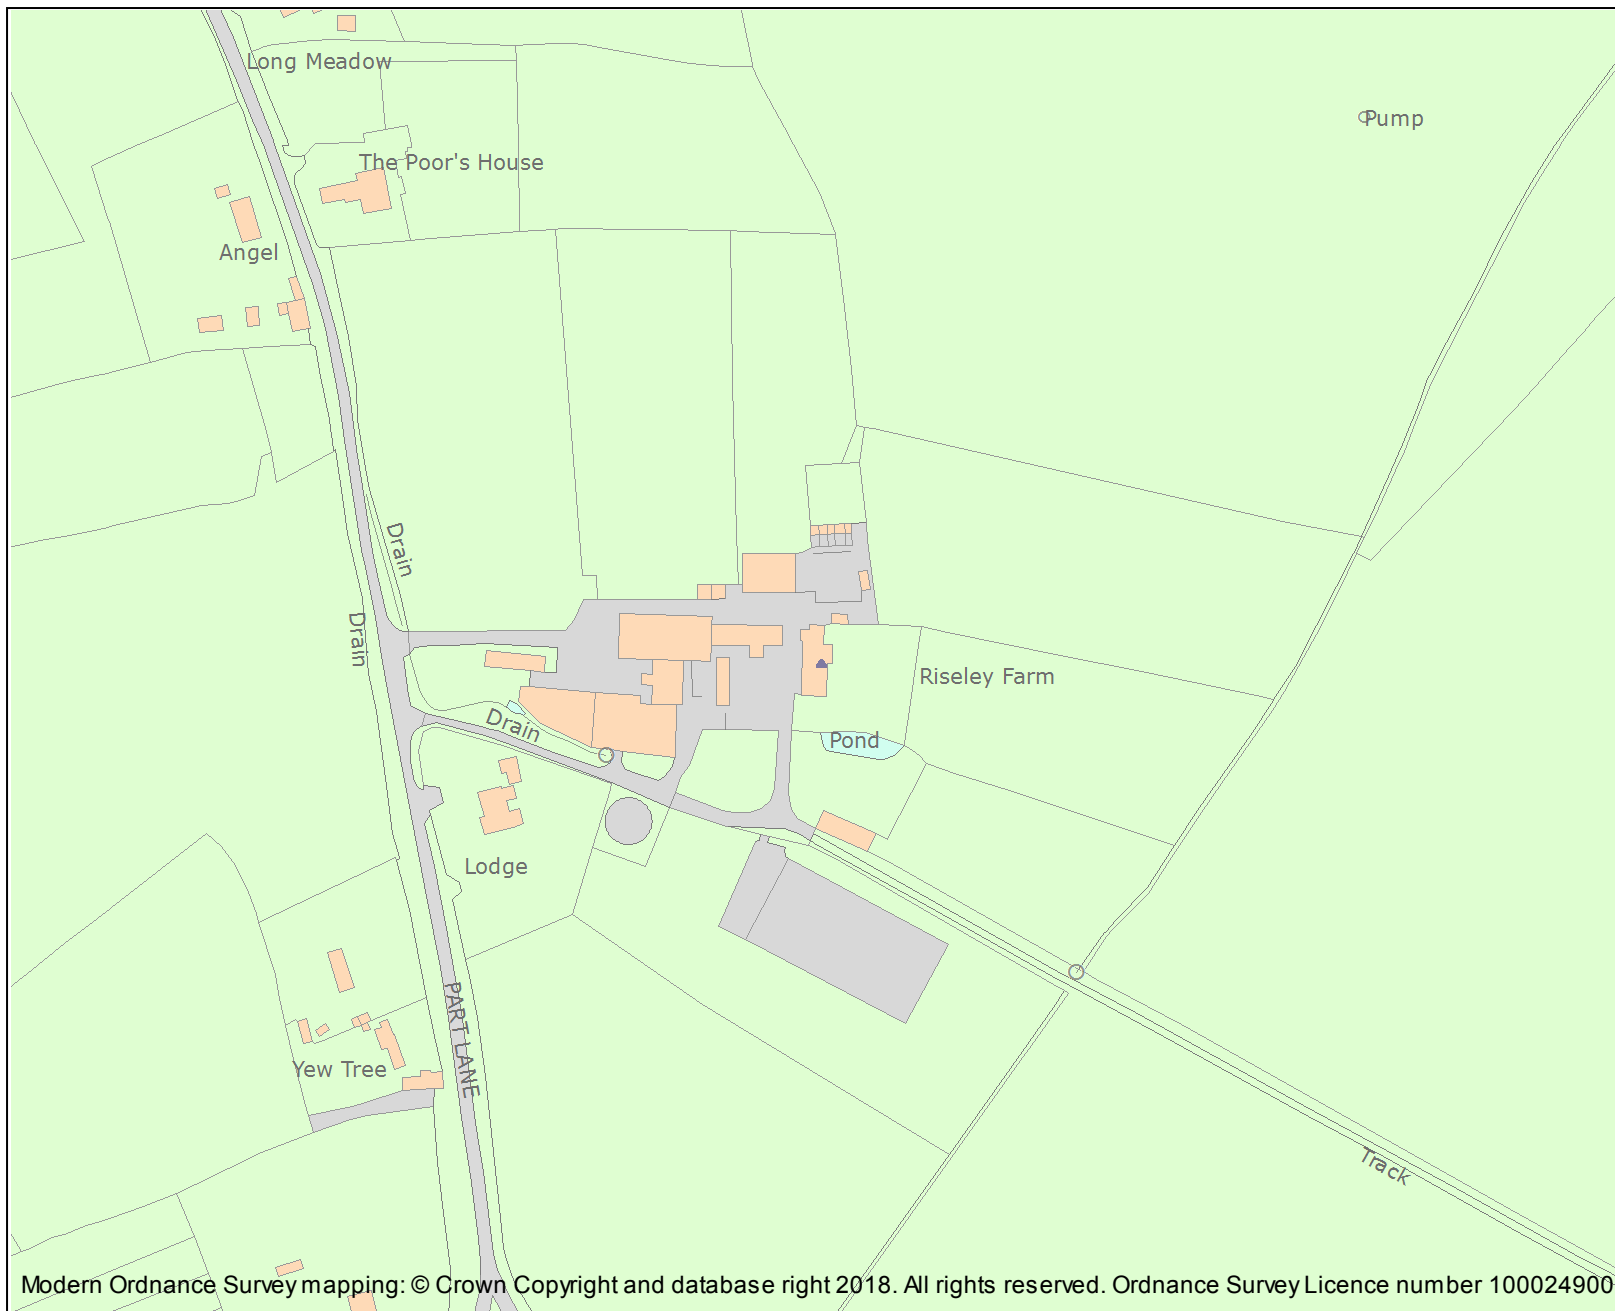 Long Meadow
Pump
The Poor's House
Angel
Drain
Drain
Riseley Farm
Drain
Pond
Lodge
PART LANE
Yew Tree
Track
Modern Ordnance Survey mapping: © Crown Copyright and database right 2018. All rights reserved. Ordnance Survey Licence number 100024900